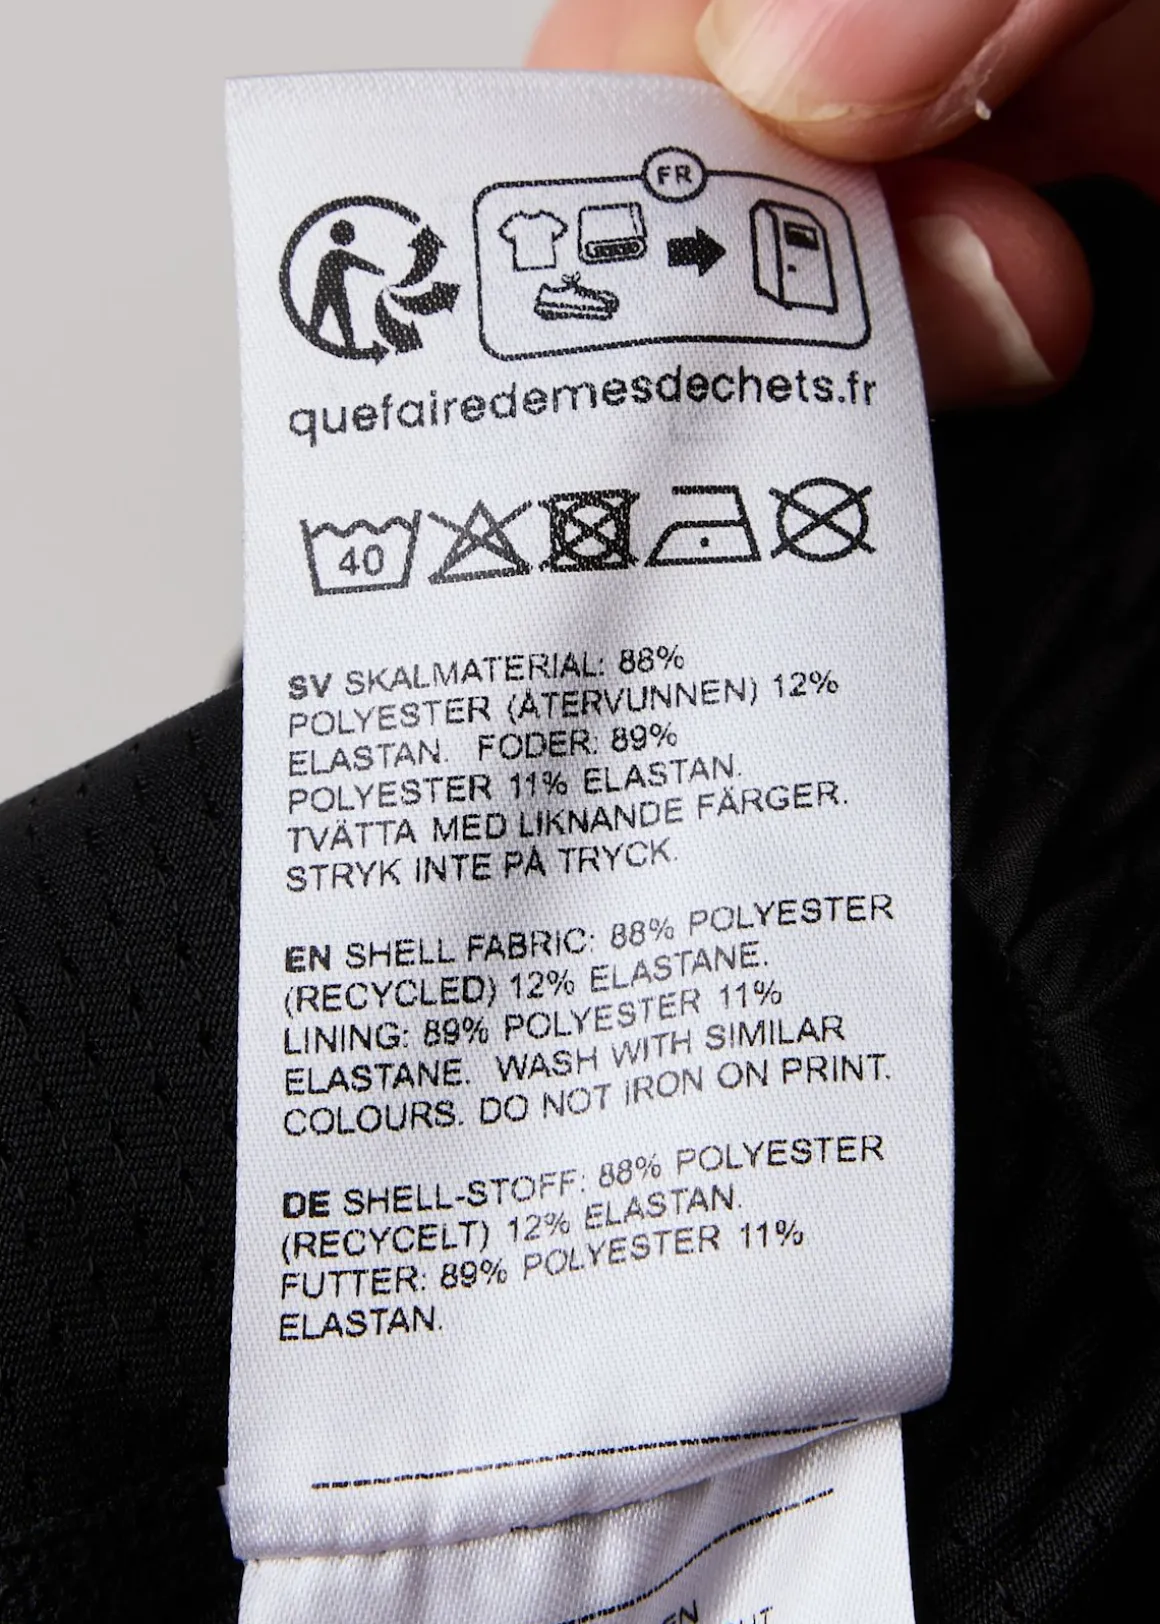 FR
quefairedemesdechets.fr
40
SV SKALMATERIAL: 88%
POLYESTER (ÅTERVUNNEN) 12%
ELASTAN. FODER: 89%
POLYESTER 11% ELASTAN.
TVÄTTA MED LIKNANDE FÄRGER.
STRYK INTE PÅ TRYCK.
EN SHELL FABRIC: 88% POLYESTER
(RECYCLED) 12% ELASTANE.
LINING: 89% POLYESTER 11%
ELASTANE. WASH WITH SIMILAR
COLOURS. DO NOT IRON ON PRINT.
DE SHELL-STOFF: 88% POLYESTER
(RECYCELT) 12% ELASTAN.
FUTTER: 89% POLYESTER 11%
ELASTAN.